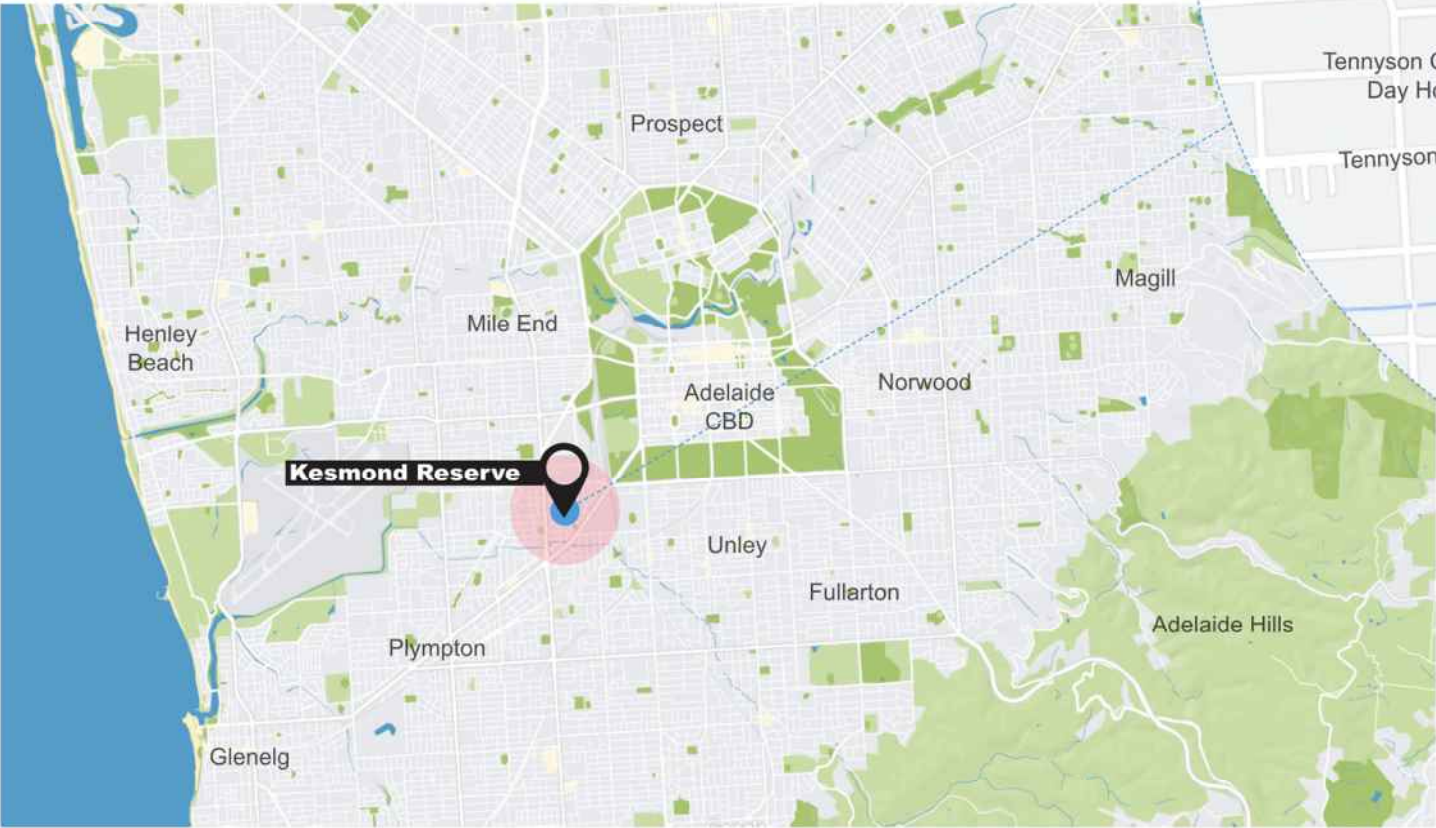 Tennyson
Day
Prospect
Tennyson
Magill
Henley
Beach
Mile End
Adelaide
CBD
Norwood
Kesmond Reserve
Unley
Fullarton
Adelaide Hills
Plympton
Glenelg